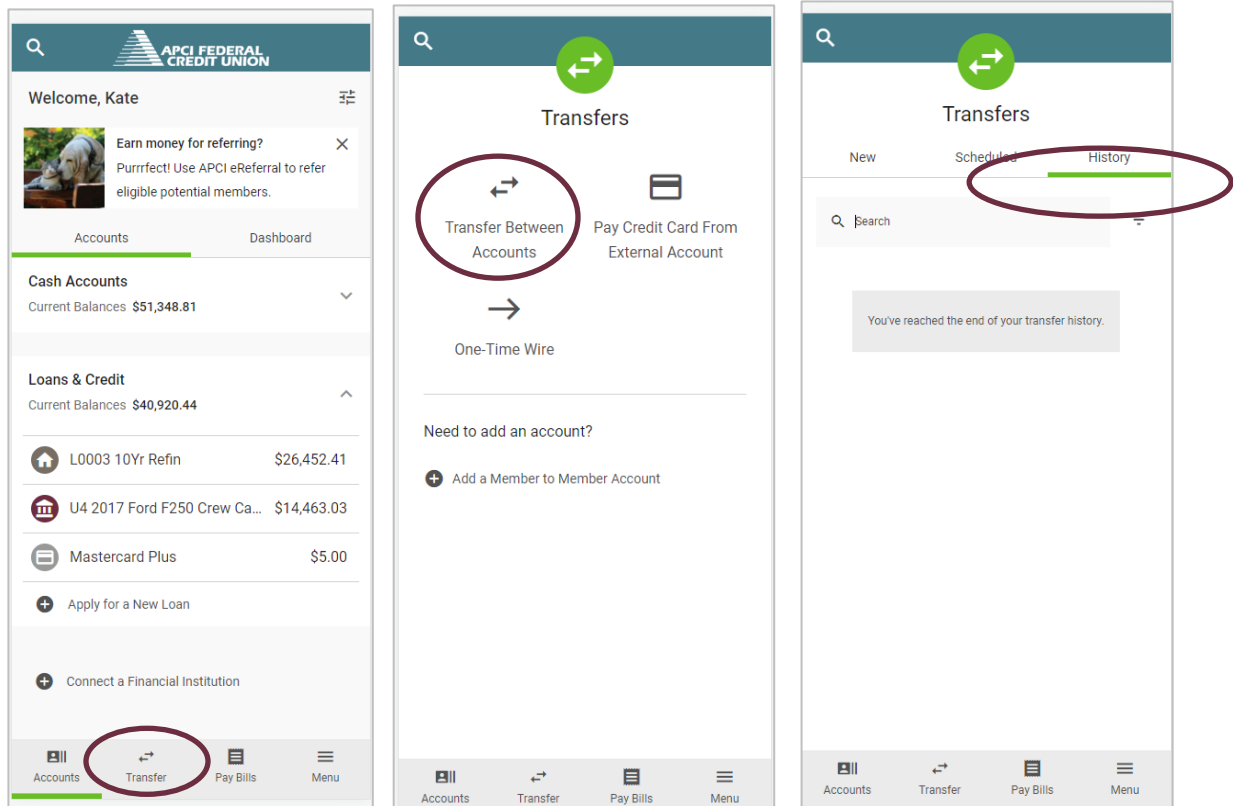 APCI FEDERAL
CREDIT UNION
Welcome, Kate
Earn money for referring?
Purrrfect! Use APCI eReferral to refer
eligible potential members.
Accounts Dashboard
Cash Accounts
Current Balances $51,348.81
Loans & Credit
Current Balances $40,920.44
L0003 10Yr Refin $26,452.41
U4 2017 Ford F250 Crew Ca... $14,463.03
Mastercard Plus $5.00
Apply for a New Loan
Connect a Financial Institution
Accounts Transfer Pay Bills Menu
Transfers
Transfer Between
Accounts
Pay Credit Card From
External Account
One-Time Wire
Need to add an account?
Add a Member to Member Account
Accounts Transfer Pay Bills Menu
Transfers
New Scheduled History
Search
You've reached the end of your transfer history.
Accounts Transfer Pay Bills Menu